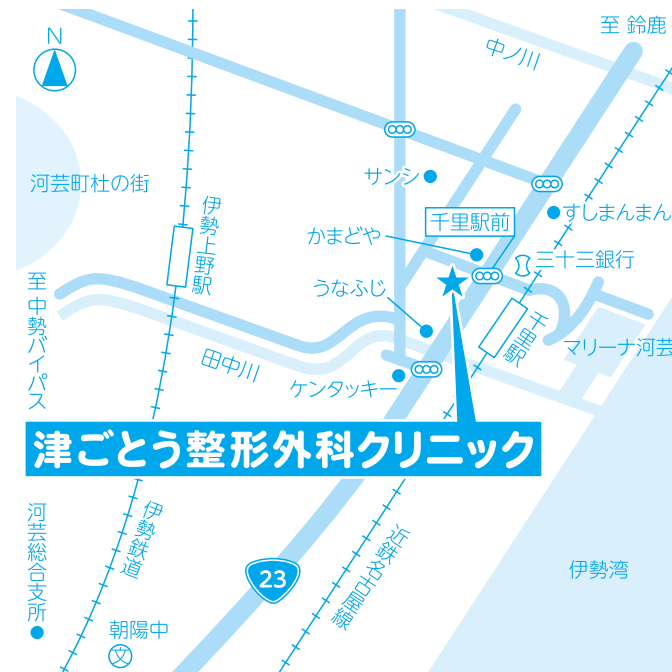 至 鈴鹿
N
中ノ川
サンシ
河芸町杜の街
伊勢上野駅
すしまんまん
千里駅前
かまどや
三十三銀行
至 中勢バイパス
うなふじ
千里駅
マリーナ河芸
田中川
ケンタッキー
津ごとう整形外科クリニック
河芸総合支所
伊勢鉄道
近鉄名古屋線
23
伊勢湾
朝陽中
文